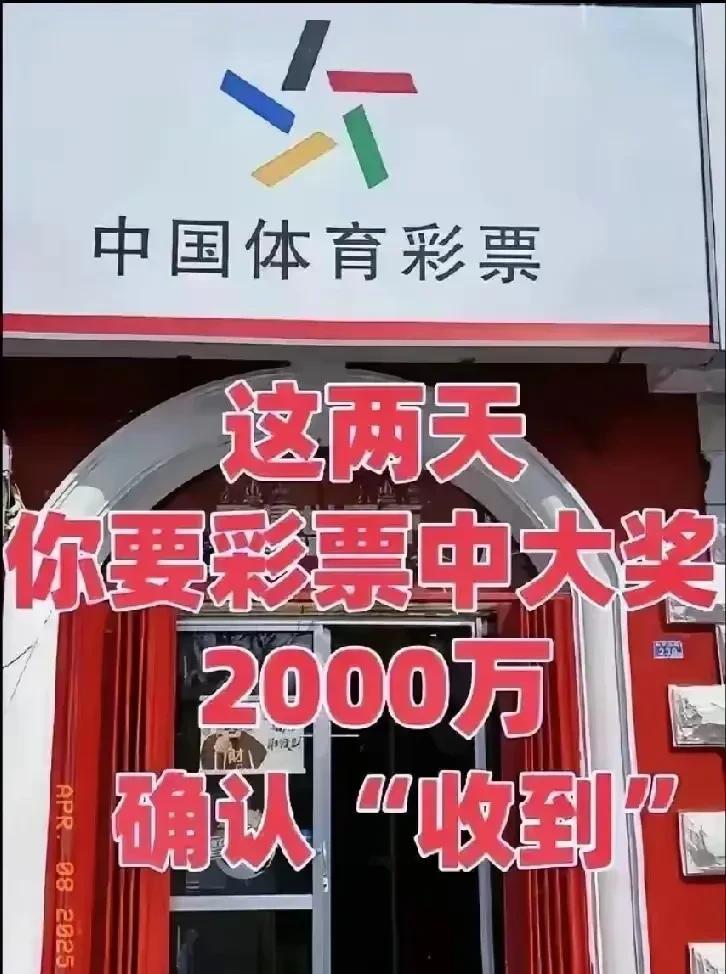 中国体育彩票
这两天
你要彩票中大奖
2000万
确认“收到”
財
APR. 08 2025